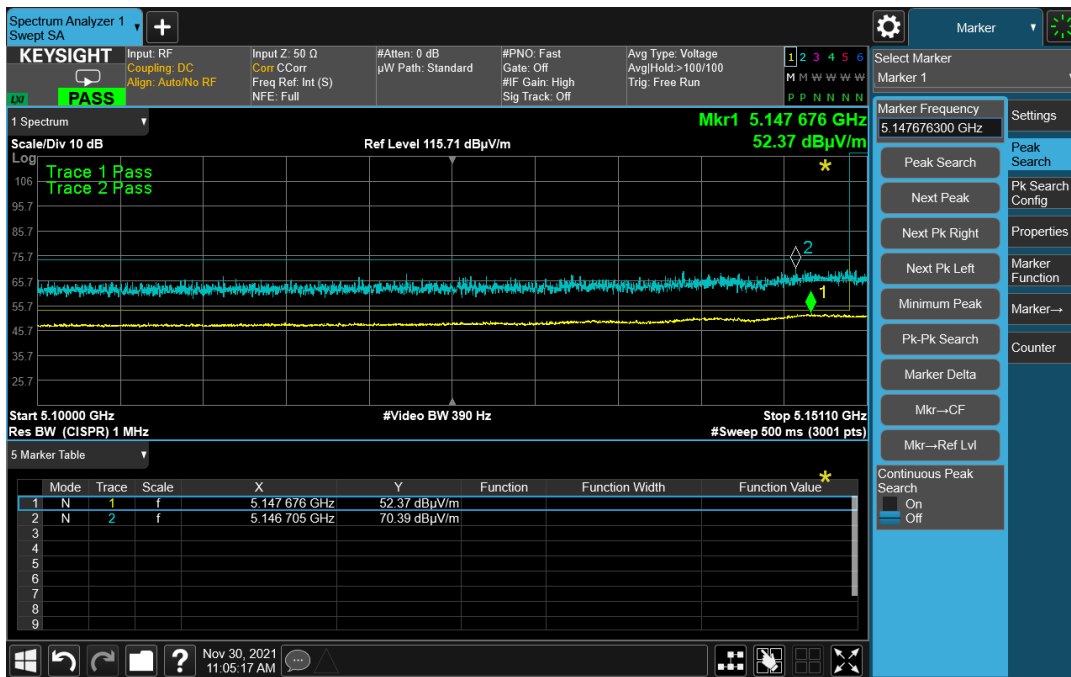 Spectrum Analyzer 1
Swept SA
Marker
KEYSIGHT
LXI
PASS
Input: RF
Coupling: DC
Align: Auto/No RF
Input Z: 50 Ω
Corr CCorr
Freq Ref: Int (S)
NFE: Full
#Atten: 0 dB
µW Path: Standard
#PNO: Fast
Gate: Off
#IF Gain: High
Sig Track: Off
Avg Type: Voltage
Avg|Hold:>100/100
Trig: Free Run
1 2 3 4 5 6
M M W W W W
P P N N N N
1 Spectrum
Mkr1 5.147 676 GHz
Scale/Div 10 dB
Ref Level 115.71 dBµV/m
52.37 dBµV/m
Log
Trace 1 Pass
Trace 2 Pass
106
95.7
85.7
75.7
65.7
55.7
45.7
35.7
25.7
2
1
Start 5.10000 GHz
#Video BW 390 Hz
Stop 5.15110 GHz
Res BW (CISPR) 1 MHz
#Sweep 500 ms (3001 pts)
5 Marker Table
Mode Trace Scale X Y Function Function Width Function Value
1 N 1 f 5.147 676 GHz 52.37 dBµV/m
2 N 2 f 5.146 705 GHz 70.39 dBµV/m
3
4
5
6
7
8
9
?
Nov 30, 2021
11:05:17 AM
Select Marker
Marker 1
Marker Frequency
5.147676300 GHz
Peak Search
Next Peak
Next Pk Right
Next Pk Left
Minimum Peak
Pk-Pk Search
Marker Delta
Mkr→CF
Mkr→Ref Lvl
Continuous Peak
Search
On
Off
Settings
Peak
Search
Pk Search
Config
Properties
Marker
Function
Marker→
Counter